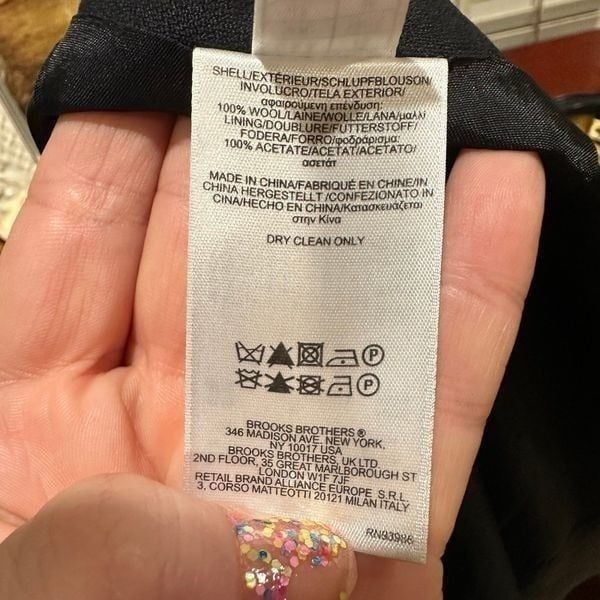 SHELL/EXTÉRIEUR/SCHLUPFBLOUSON/
INVOLUCRO/TELA EXTERIOR/
αφαιρούμενη επένδυση:
100% WOOL/LAINE/WOLLE/LANA/μαλλί
LINING/DOUBLURE/FUTTERSTOFF/
FODERA/FORRO/φοδράρισμα:
100% ACETATE/ACETAT/ACETATO/
ασετάτ
MADE IN CHINA/FABRIQUÉ EN CHINE/IN
CHINA HERGESTELLT/CONFEZIONATO IN
CINA/HECHO EN CHINA/Κατασκευάζεται
στην Κίνα
DRY CLEAN ONLY
P
P
BROOKS BROTHERS ®
346 MADISON AVE. NEW YORK,
NY 10017 USA
BROOKS BROTHERS, UK LTD
2ND FLOOR, 35 GREAT MARLBOROUGH ST
LONDON W1F 7JF
RETAIL BRAND ALLIANCE EUROPE S.R.L
3, CORSO MATTEOTTI 20121 MILAN ITALY
RN93986